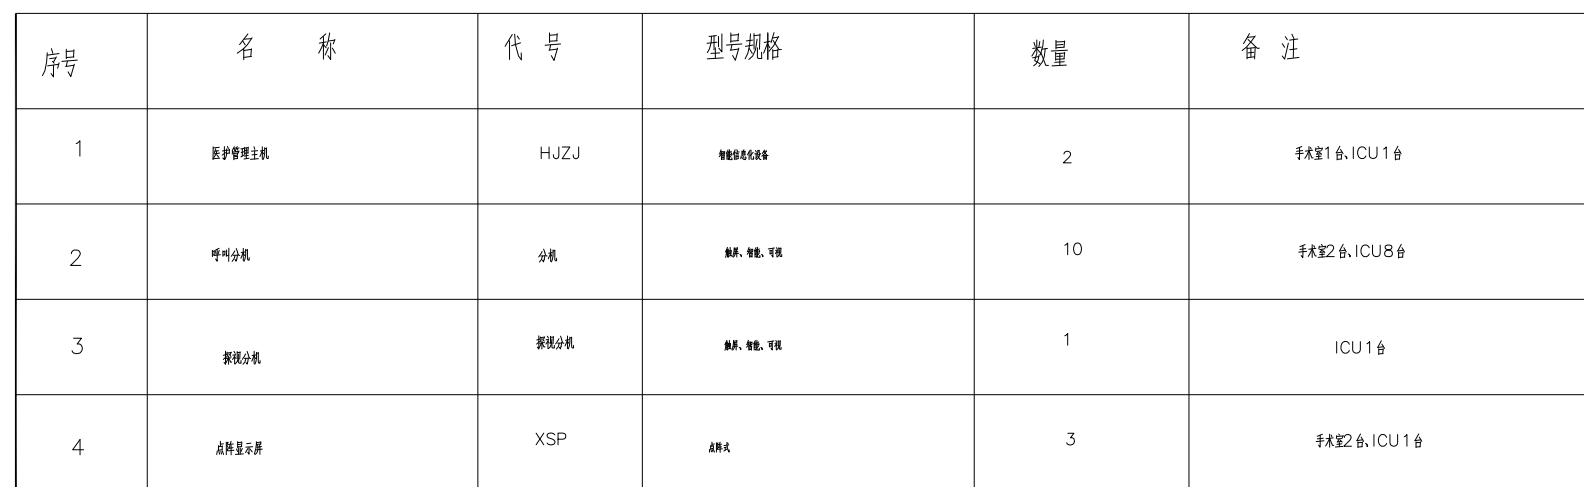 序号 名 称 代 号 型号规格 数量 备 注
1 医护管理主机 HJZJ 智能信息化设备 2 手术室1台、ICU1台
2 呼叫分机 分机 触屏、智能、可视 10 手术室2台、ICU8台
3 探视分机 探视分机 触屏、智能、可视 1 ICU1台
4 点阵显示屏 XSP 点阵式 3 手术室2台、ICU1台